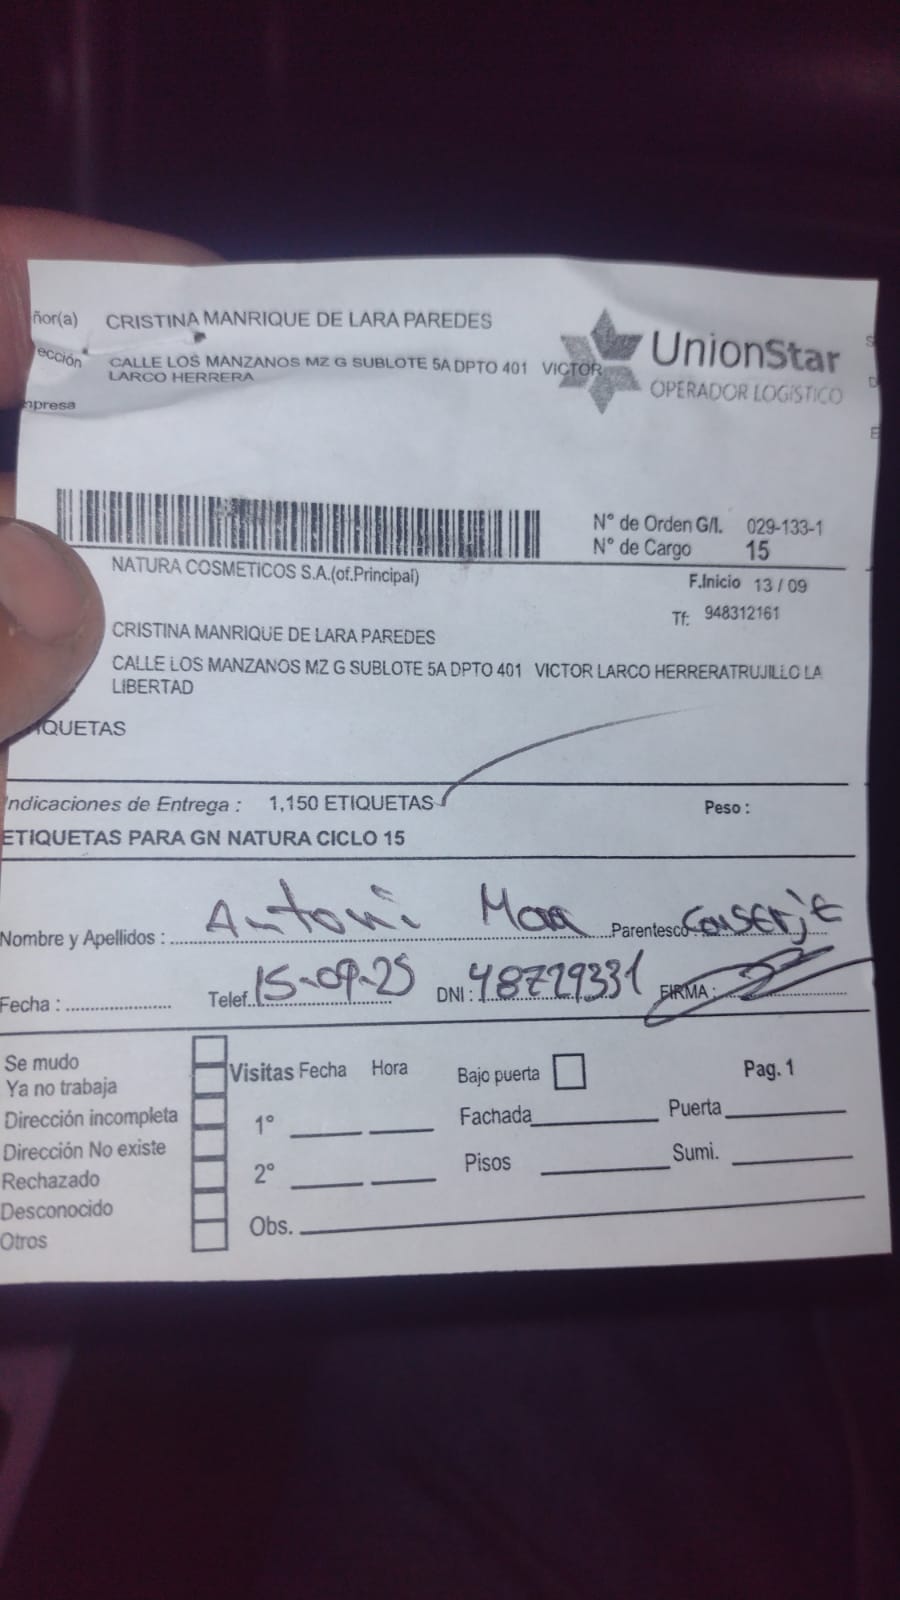 ñor(a) CRISTINA MANRIQUE DE LARA PAREDES
ección CALLE LOS MANZANOS MZ G SUBLOTE 5A DPTO 401 VICTOR
LARCO HERRERA
mpresa
UnionStar
OPERADOR LOGÍSTICO
S
D
E
N° de Orden G/I. 029-133-1
N° de Cargo 15
NATURA COSMETICOS S.A.(of.Principal)
F.Inicio 13 / 09
Tf: 948312161
CRISTINA MANRIQUE DE LARA PAREDES
CALLE LOS MANZANOS MZ G SUBLOTE 5A DPTO 401 VICTOR LARCO HERRERATRUJILLO LA
LIBERTAD
IQUETAS
Indicaciones de Entrega : 1,150 ETIQUETAS Peso :
ETIQUETAS PARA GN NATURA CICLO 15
Nombre y Apellidos : Antoni Parentesco Conserje
Fecha : Telef. 15-09-25 DNI : 48729331 FIRMA :
Se mudo
Ya no trabaja
Dirección incompleta
Dirección No existe
Rechazado
Desconocido
Otros
Visitas Fecha Hora
1°
2°
Obs.
Bajo puerta Pag. 1
Fachada Puerta
Pisos Sumi.